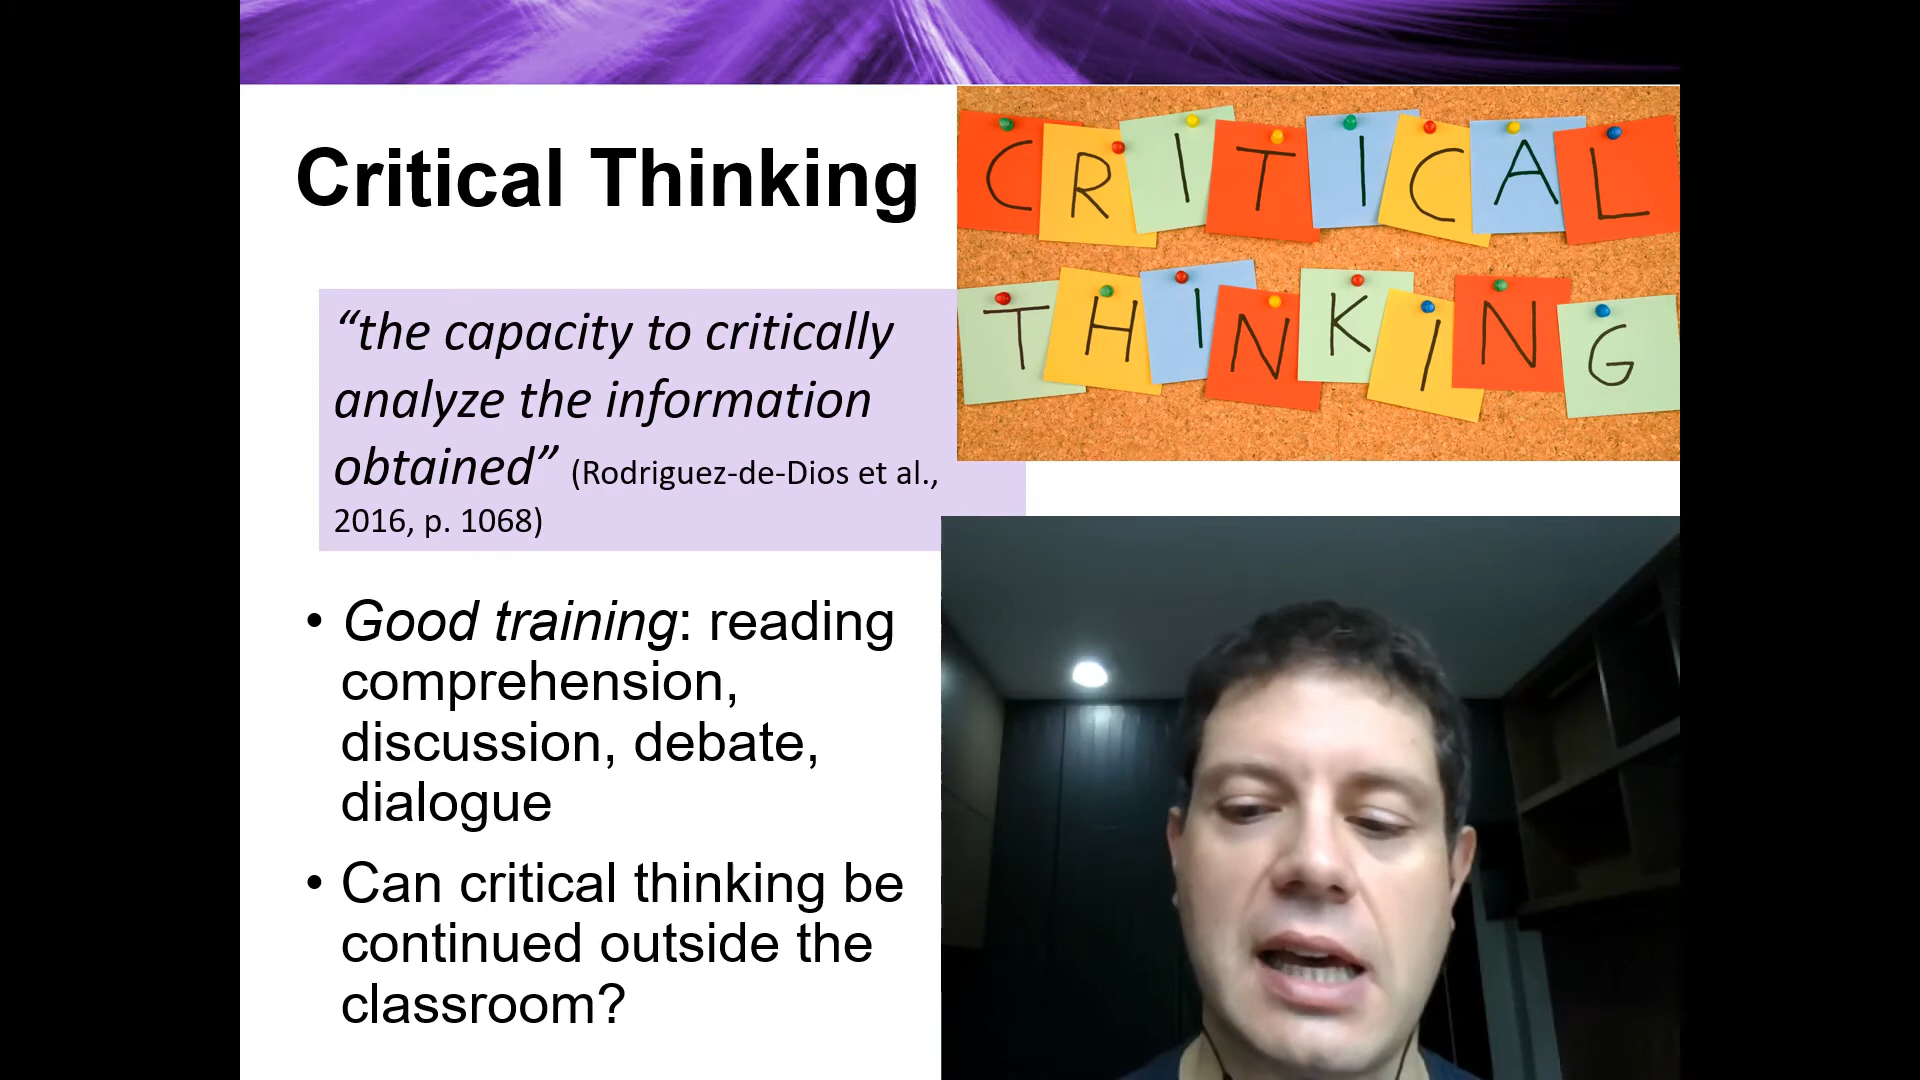 Critical Thinking
CRITICAL
THINKING
“the capacity to critically
analyze the information
obtained” (Rodriguez-de-Dios et al.,
2016, p. 1068)
• Good training: reading
comprehension,
discussion, debate,
dialogue
• Can critical thinking be
continued outside the
classroom?